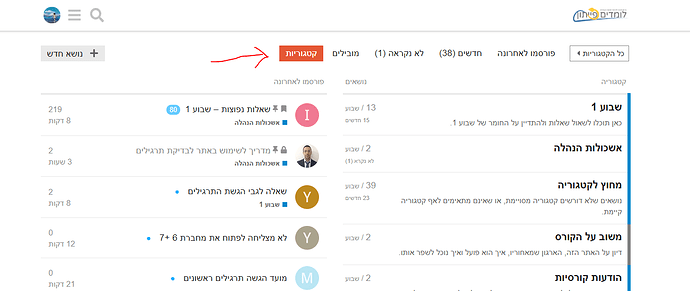 לומדים פייתון
כל הקטגוריות
פורסמו לאחרונה
חדשים (38)
לא נקראה (1)
מובילים
קטגוריות
נושא חדש
קטגוריה
נושאים
שבוע 1
13 / שבוע
15 חדשים
כאן תוכלו לשאול שאלות ולהתדיין על החומר של שבוע 1.
אשכולות הנהלה
2 / שבוע
לא נקראה (1)
מחוץ לקטגוריה
39 / שבוע
23 חדשים
נושאים שלא דורשים קטגוריה מסויימת, או שאינם מתאימים לאף קטגוריה
קיימת.
משוב על הקורס
2 / שבוע
דיון על האתר הזה, הארגון שמאחוריו, איך הוא פועל ואיך נוכל לשפר אותו.
הודעות קורסיות
2 / שבוע
פורסמו לאחרונה
I
שאלות נפוצות – שבוע 1
80
אשכולות הנהלה
219
8 דקות
מדריך לשימוש באתר לבדיקת תרגילים
אשכולות הנהלה
2
3 שעות
Y
שאלה לגבי הגשת התרגילים
שבוע 1
2
8 דקות
Y
לא מצליחה לפתוח את מחברת 6 +7
0
12 דקות
M
מועד הגשה תרגילים ראשונים
0
21 דקות